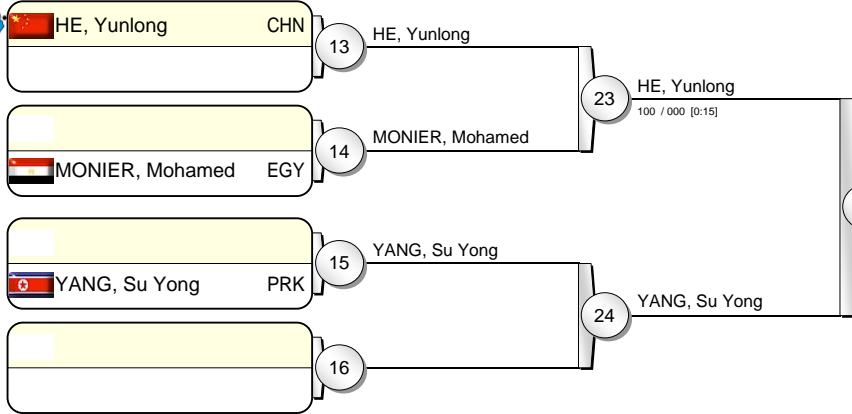 HE, Yunlong CHN
13
HE, Yunlong
23
HE, Yunlong
100 / 000 [0:15]
14
MONIER, Mohamed
MONIER, Mohamed EGY
YANG, Su Yong
15
YANG, Su Yong PRK
24
YANG, Su Yong
16